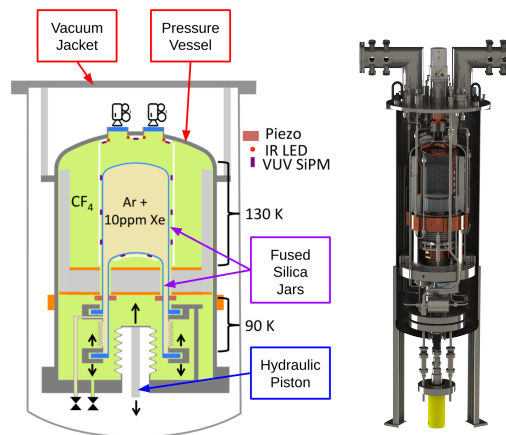 Vacuum
Jacket
Pressure
Vessel
Piezo
IR LED
VUV SiPM
CF4
Ar +
10ppm Xe
130 K
Fused
Silica
Jars
90 K
Hydraulic
Piston